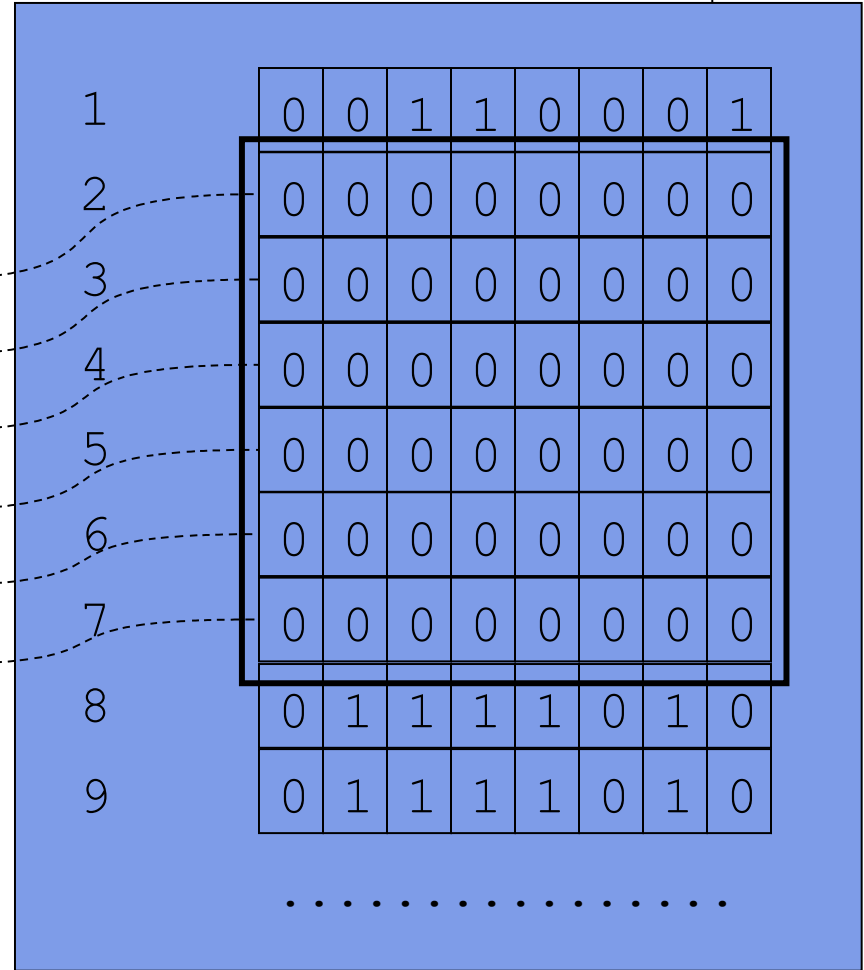 1 0 0 1 1 0 0 0 1
2 0 0 0 0 0 0 0 0
3 0 0 0 0 0 0 0 0
4 0 0 0 0 0 0 0 0
5 0 0 0 0 0 0 0 0
6 0 0 0 0 0 0 0 0
7 0 0 0 0 0 0 0 0
8 0 1 1 1 1 0 1 0
9 0 1 1 1 1 0 1 0
. . . . . . . . . . . . . . . .